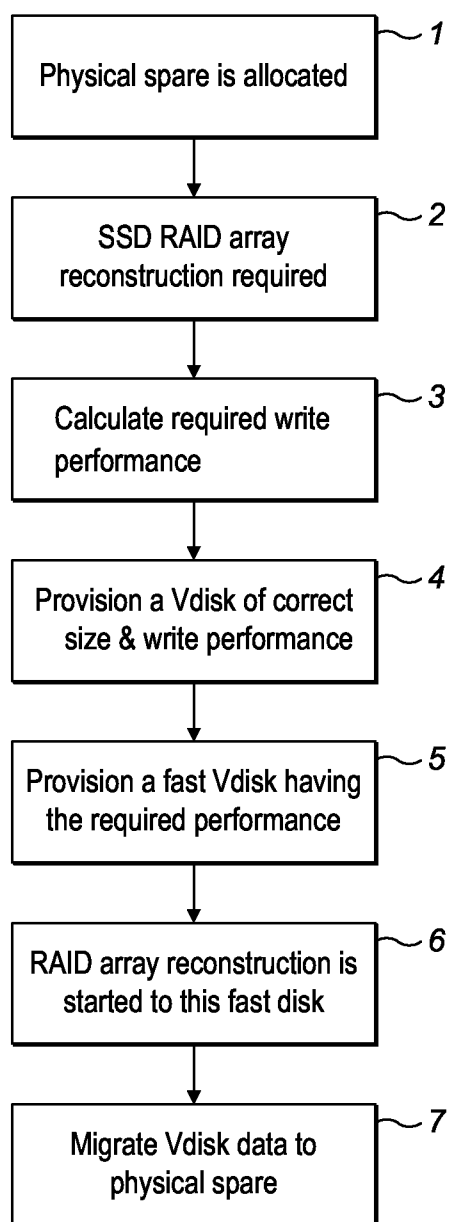 1
Physical spare is allocated
2
SSD RAID array
reconstruction required
3
Calculate required write
performance
4
Provision a Vdisk of correct
size & write performance
5
Provision a fast Vdisk having
the required performance
6
RAID array reconstruction is
started to this fast disk
7
Migrate Vdisk data to
physical spare